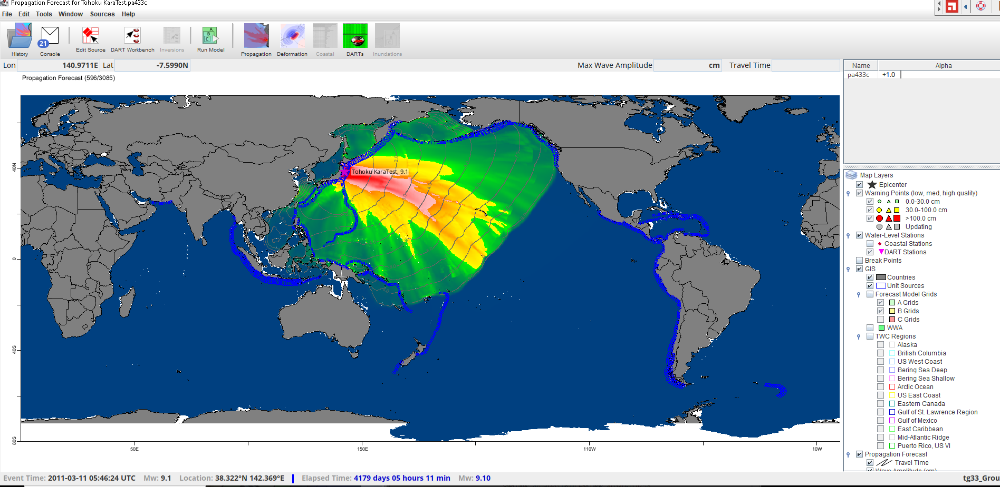 Propagation Forecast for Tohoku KaraTest.pa433c
File Edit Tools Window Sources Help
21
A
B
C
History Console Edit Source DART Workbench Inversions Run Model Propagation Deformation Coastal DARTs Inundations
Lon 140.9711E Lat -7.5990N Max Wave Amplitude cm Travel Time
Propagation Forecast (596/3085)
Tohoku KaraTest, 9.1
40N
0
40S
80S
50E 150E 110W 10W
Name Alpha
pa433c +1.0
Map Layers
Epicenter
Warning Points (low, med, high quality)
0.0-30.0 cm
30.0-100.0 cm
>100.0 cm
Updating
Water-Level Stations
Coastal Stations
DART Stations
Break Points
GIS
Countries
Unit Sources
Forecast Model Grids
A Grids
B Grids
C Grids
WWA
TWC Regions
Alaska
British Columbia
US West Coast
Bering Sea Deep
Bering Sea Shallow
Arctic Ocean
US East Coast
Eastern Canada
Gulf of St. Lawrence Region
Gulf of Mexico
East Caribbean
Mid-Atlantic Ridge
Puerto Rico, US VI
Propagation Forecast
Travel Time
Wave Amplitude (cm)
Event Time: 2011-03-11 05:46:24 UTC Mw: 9.1 Location: 38.322°N 142.369°E Elapsed Time: 4179 days 05 hours 11 min Mw: 9.10 tg33_Grou